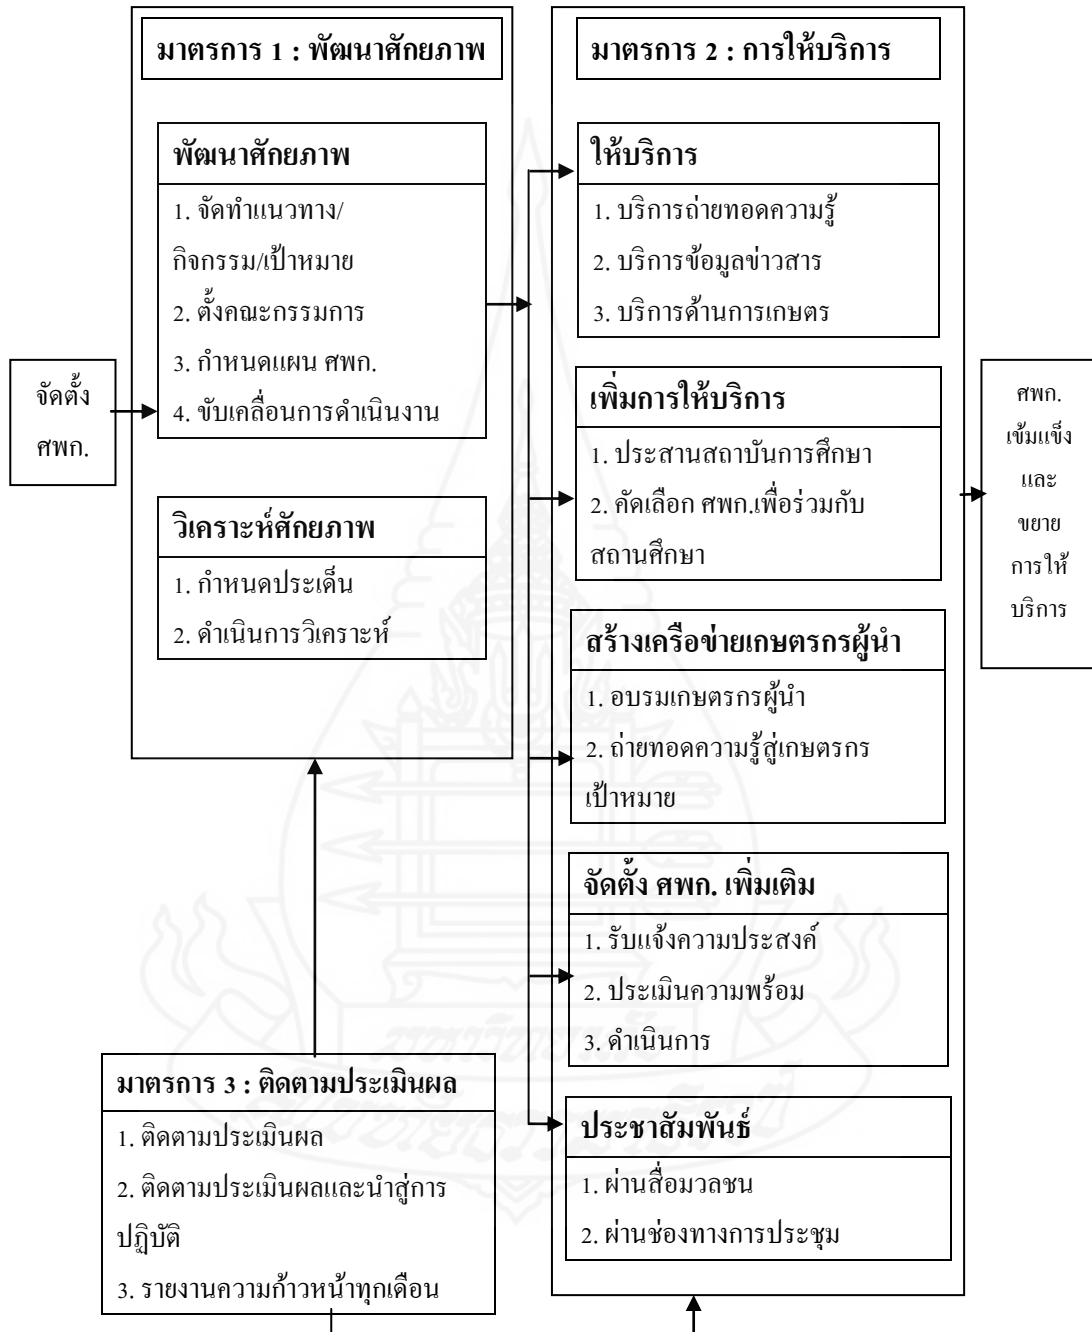 มาตรการ 1 : พัฒนาศักยภาพ
พัฒนาศักยภาพ
1. จัดทำแนวทาง/
กิจกรรม/เป้าหมาย
2. ตั้งคณะกรรมการ
3. กำหนดแผน ศพก.
4. ขับเคลื่อนการดำเนินงาน
จัดตั้ง
ศพก.
วิเคราะห์ศักยภาพ
1. กำหนดประเด็น
2. ดำเนินการวิเคราะห์
มาตรการ 2 : การให้บริการ
ให้บริการ
1. บริการถ่ายทอดความรู้
2. บริการข้อมูลข่าวสาร
3. บริการด้านการเกษตร
เพิ่มการให้บริการ
1. ประสานสถาบันการศึกษา
2. คัดเลือก ศพก.เพื่อร่วมกับ
สถานศึกษา
สร้างเครือข่ายเกษตรกรผู้นำ
1. อบรมเกษตรกรผู้นำ
2. ถ่ายทอดความรู้สู่เกษตรกร
เป้าหมาย
จัดตั้ง ศพก. เพิ่มเติม
1. รับแจ้งความประสงค์
2. ประเมินความพร้อม
3. ดำเนินการ
ประชาสัมพันธ์
1. ผ่านสื่อมวลชน
2. ผ่านช่องทางการประชุม
ศพก.
เข้มแข็ง
และ
ขยาย
การให้
บริการ
มาตรการ 3 : ติดตามประเมินผล
1. ติดตามประเมินผล
2. ติดตามประเมินผลและนำสู่การ
ปฏิบัติ
3. รายงานความก้าวหน้าทุกเดือน